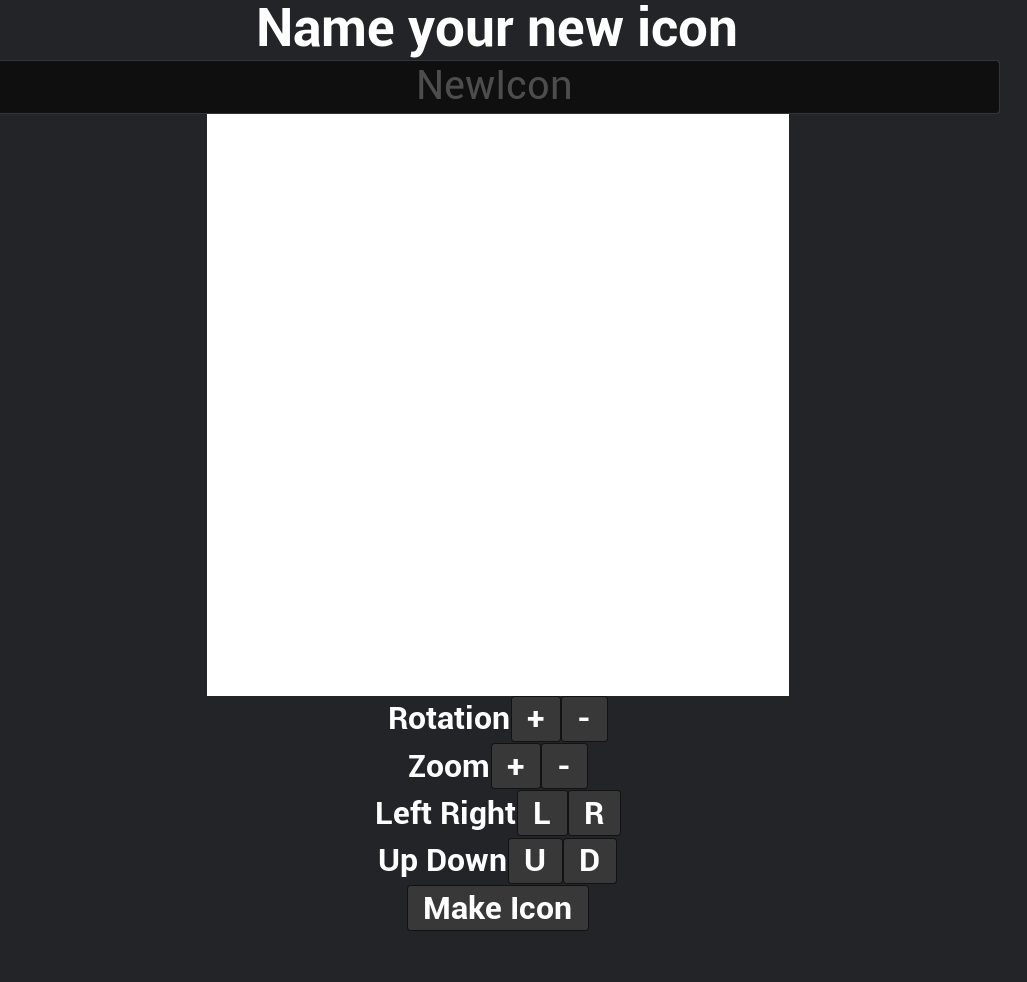 Name your new icon
NewIcon
Rotation + -
Zoom + -
Left Right L R
Up Down U D
Make Icon